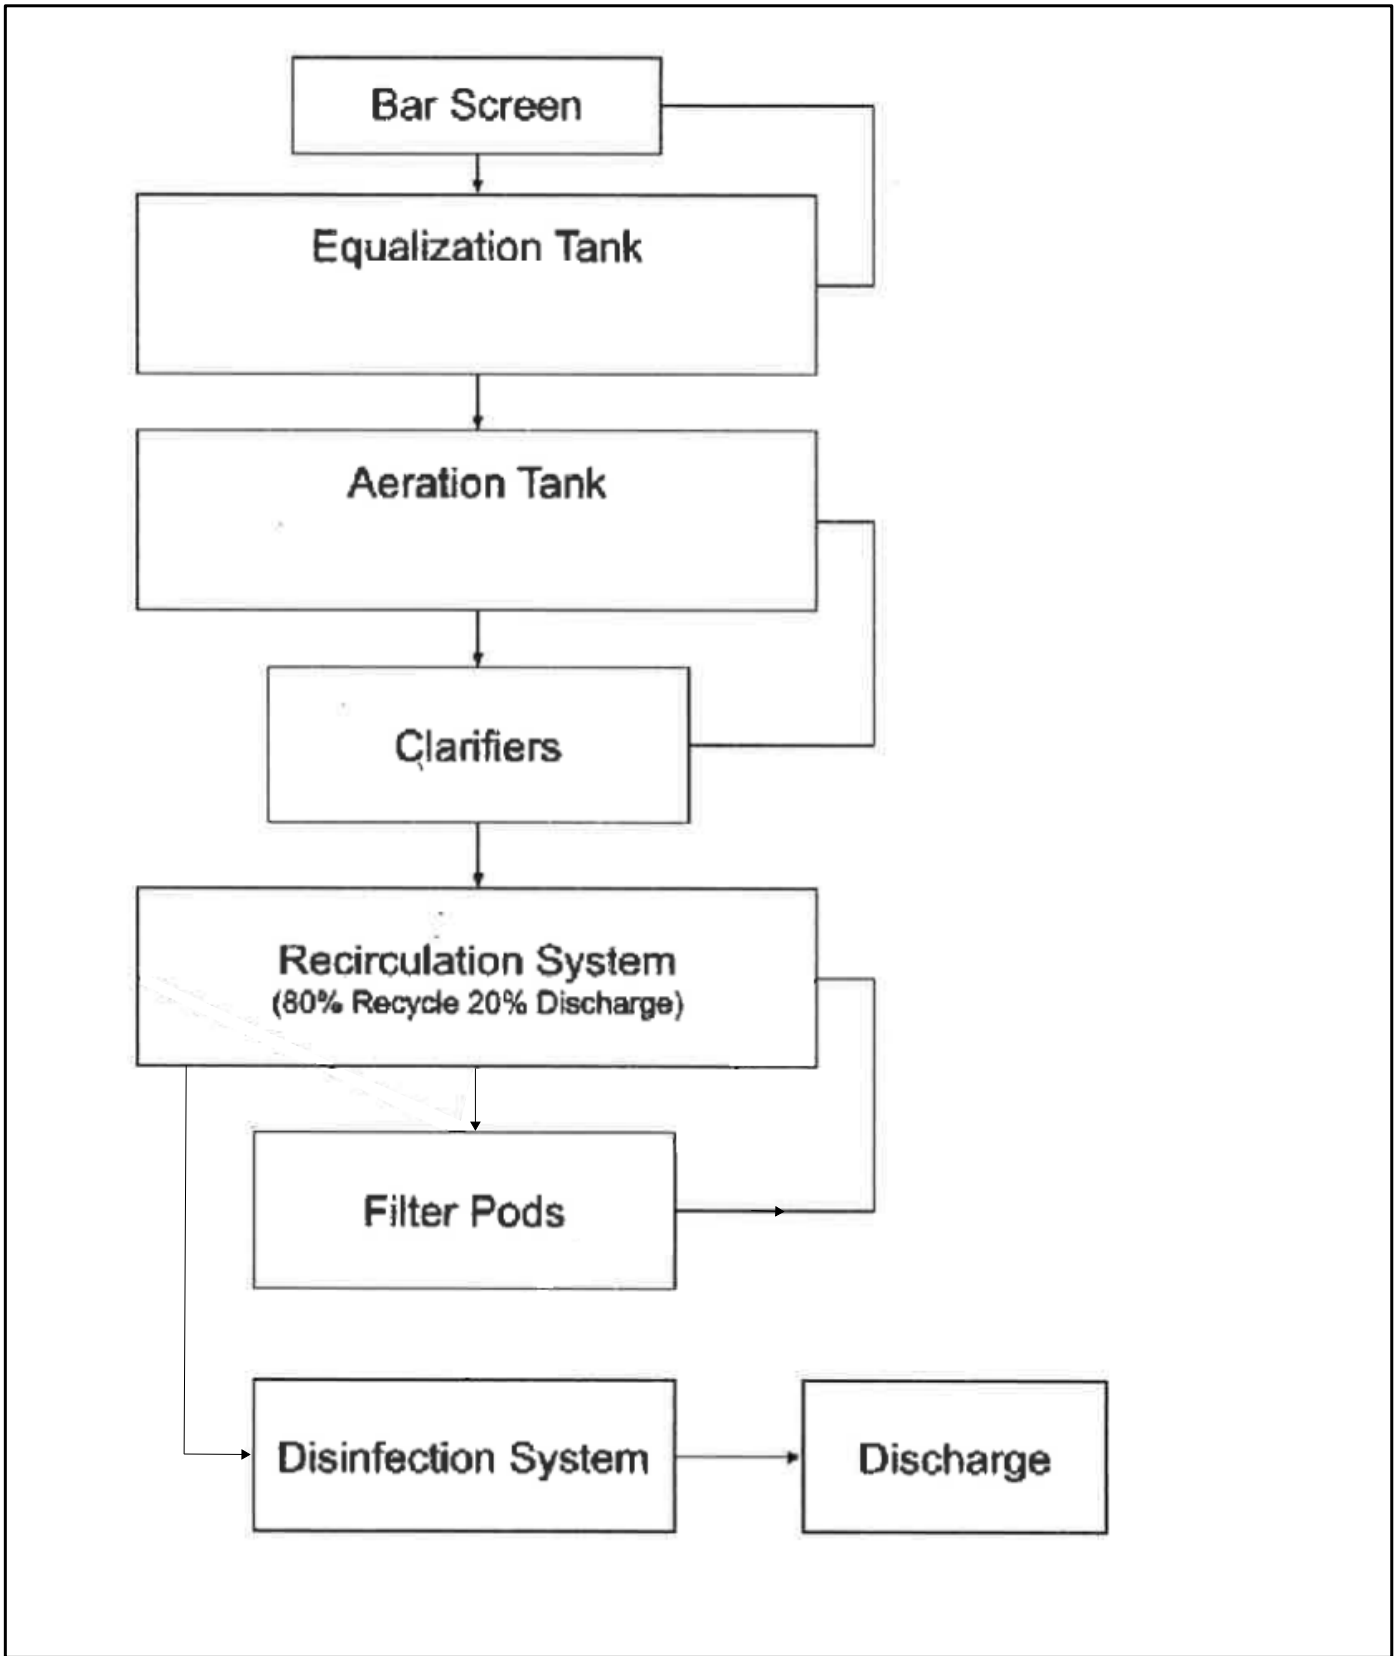 Bar Screen
Equalization Tank
Aeration Tank
Clarifiers
Recirculation System
(80% Recycle 20% Discharge)
Filter Pods
Disinfection System
Discharge